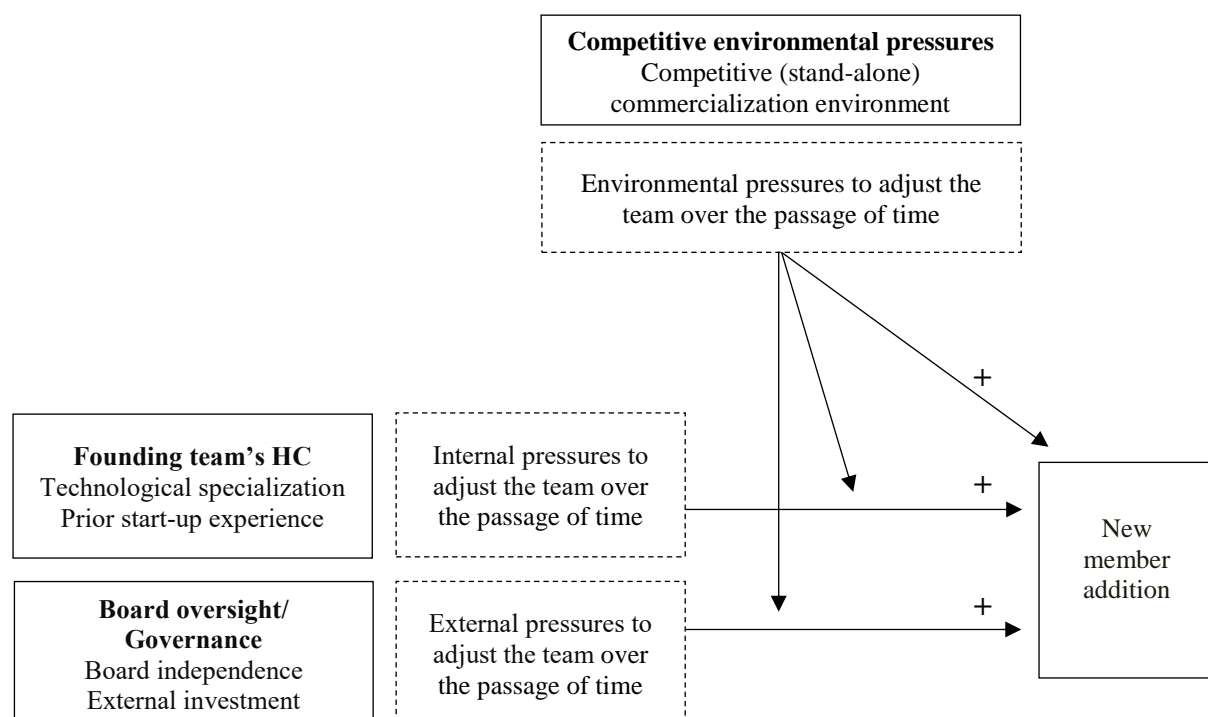 Competitive environmental pressures
Competitive (stand-alone)
commercialization environment
Environmental pressures to adjust the
team over the passage of time
+
Founding team's HC
Technological specialization
Prior start-up experience
Internal pressures to
adjust the team over
the passage of time
+
New
member
addition
Board oversight/
Governance
Board independence
External investment
External pressures to
adjust the team over
the passage of time
+